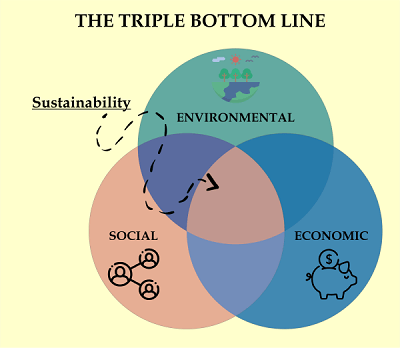 THE TRIPLE BOTTOM LINE
Sustainability
ENVIRONMENTAL
SOCIAL
ECONOMIC
$